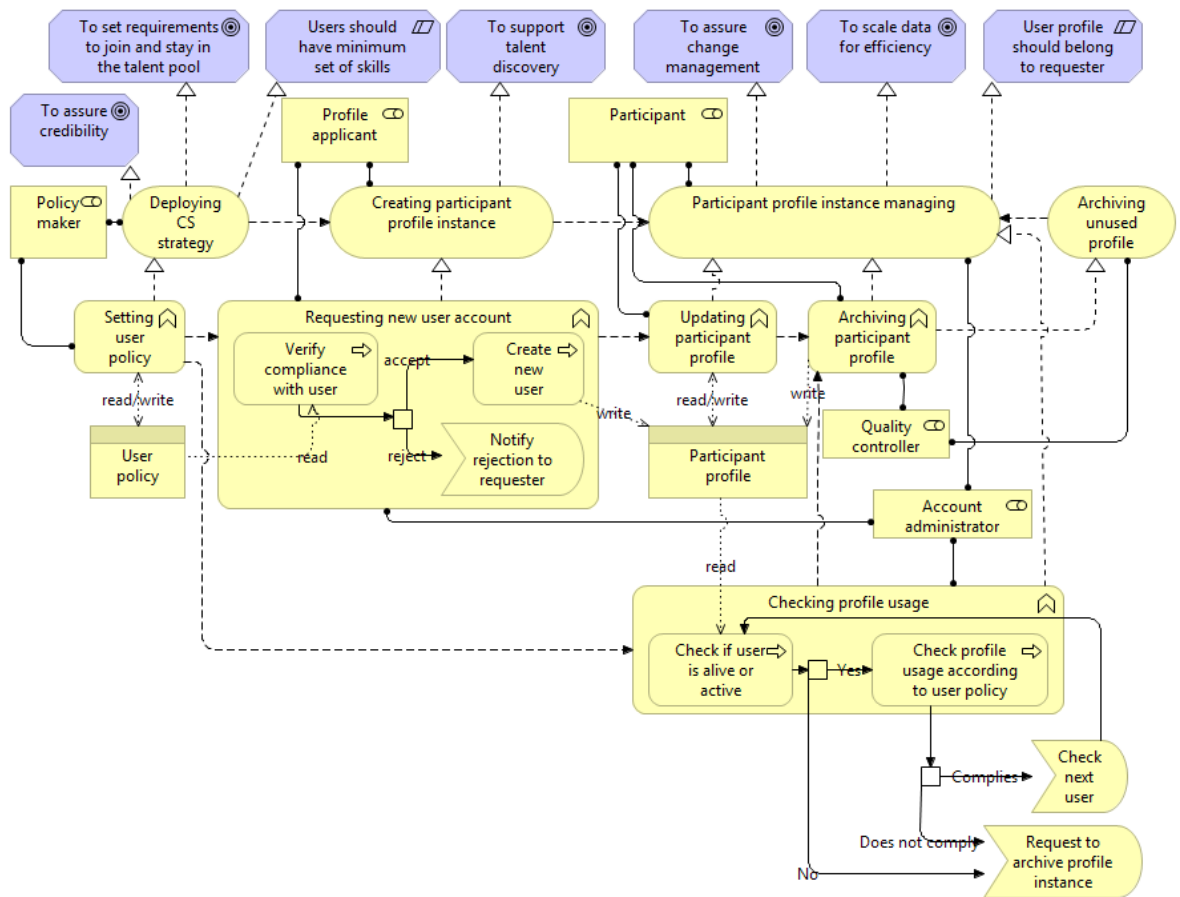 To set requirements
to join and stay in
the talent pool
Users should
have minimum
set of skills
To support
talent
discovery
To assure
change
management
To scale data
for efficiency
User profile
should belong
to requester
To assure
credibility
Profile
applicant
Participant
Policy
maker
Deploying
CS
strategy
Creating participant
profile instance
Participant profile instance managing
Archiving
unused
profile
Setting
user
policy
Requesting new user account
Updating
participant
profile
Archiving
participant
profile
Verify
compliance
with user
accept
Create
new
user
read/write
write
read/write
write
User
policy
read
reject
Notify
rejection to
requester
Participant
profile
Quality
controller
Account
administrator
read
Checking profile usage
Check if user
is alive or
active
Yes
Check profile
usage according
to user policy
Complies
Check
next
user
Does not comply
No
Request to
archive profile
instance